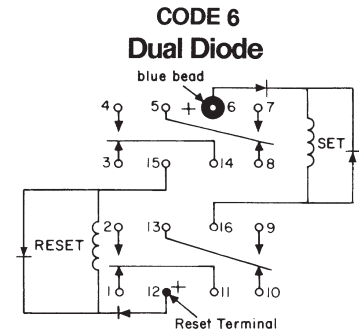 CODE 6
Dual Diode
blue bead
4 5 + 6 7
SET
3 15 14 8
RESET
2 13 16 9
1 12 + 11 10
Reset Terminal